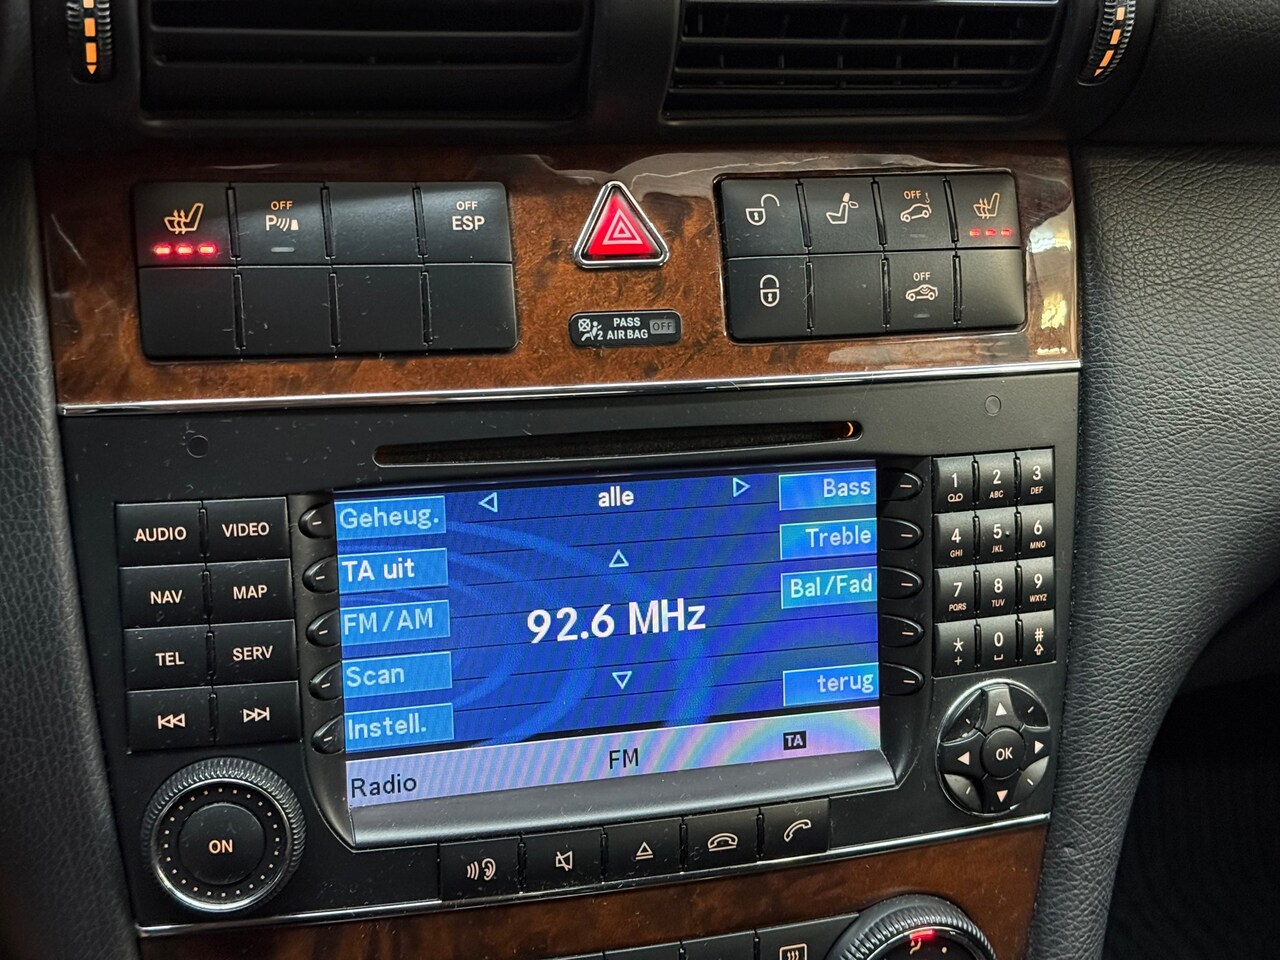 OFF
P
OFF
ESP
OFF
PASS
2 AIR BAG OFF
OFF
AUDIO VIDEO
NAV MAP
TEL SERV
ON
Geheug.
TA uit
FM/AM
Scan
Instell.
alle
92.6 MHz
Bass
Treble
Bal/Fad
terug
FM
TA
Radio
1 2 3
ABC DEF
4 5 6
GHI JKL MNO
7 8 9
PQRS TUV WXYZ
* 0 #
+
OK